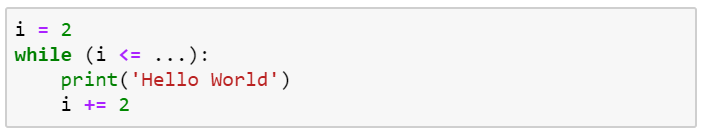 i = 2
while (i <= ...):
    print('Hello World')
    i += 2